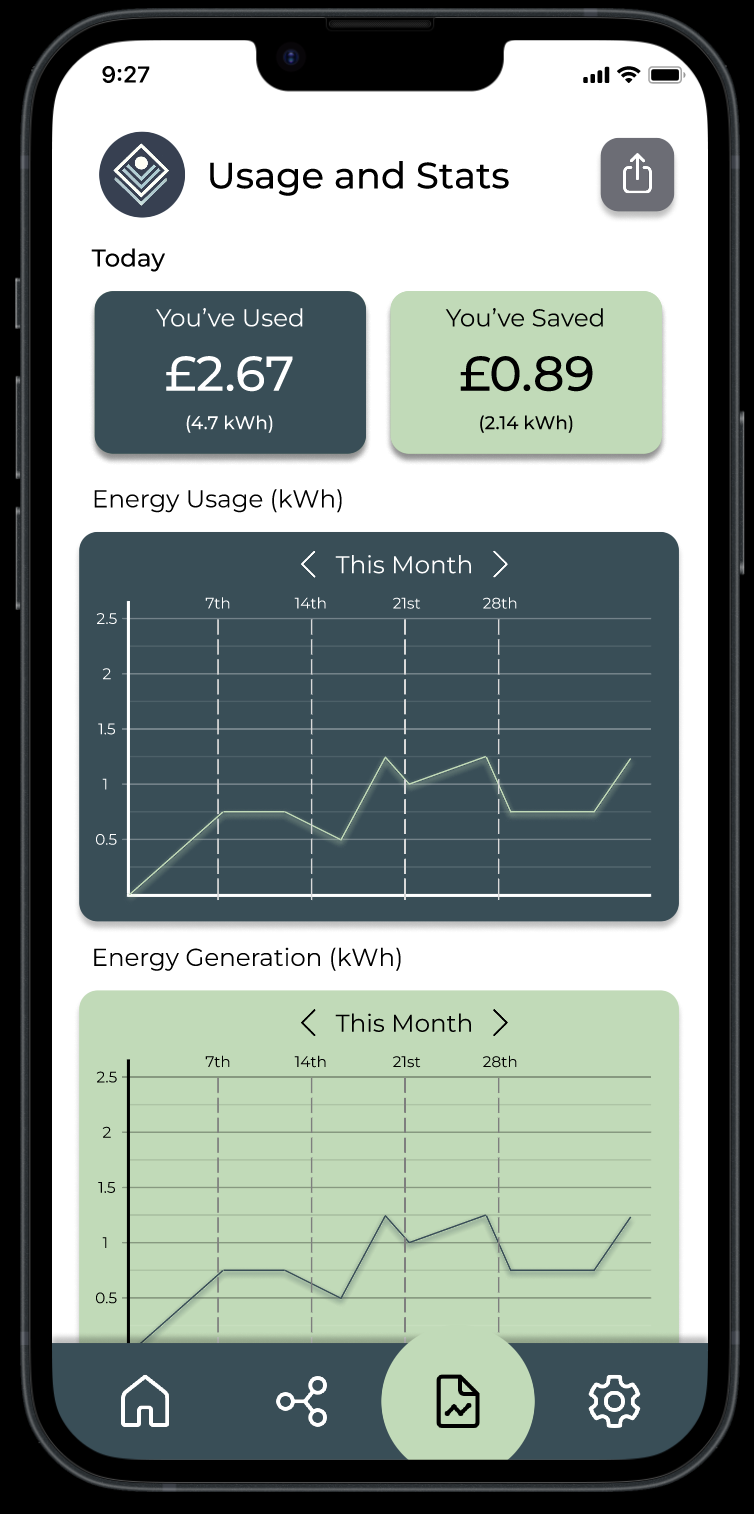 9:27
Usage and Stats
Today
You’ve Used
£2.67
(4.7 kWh)
You’ve Saved
£0.89
(2.14 kWh)
Energy Usage (kWh)
This Month
7th 14th 21st 28th
2.5
2
1.5
1
0.5
Energy Generation (kWh)
This Month
7th 14th 21st 28th
2.5
2
1.5
1
0.5